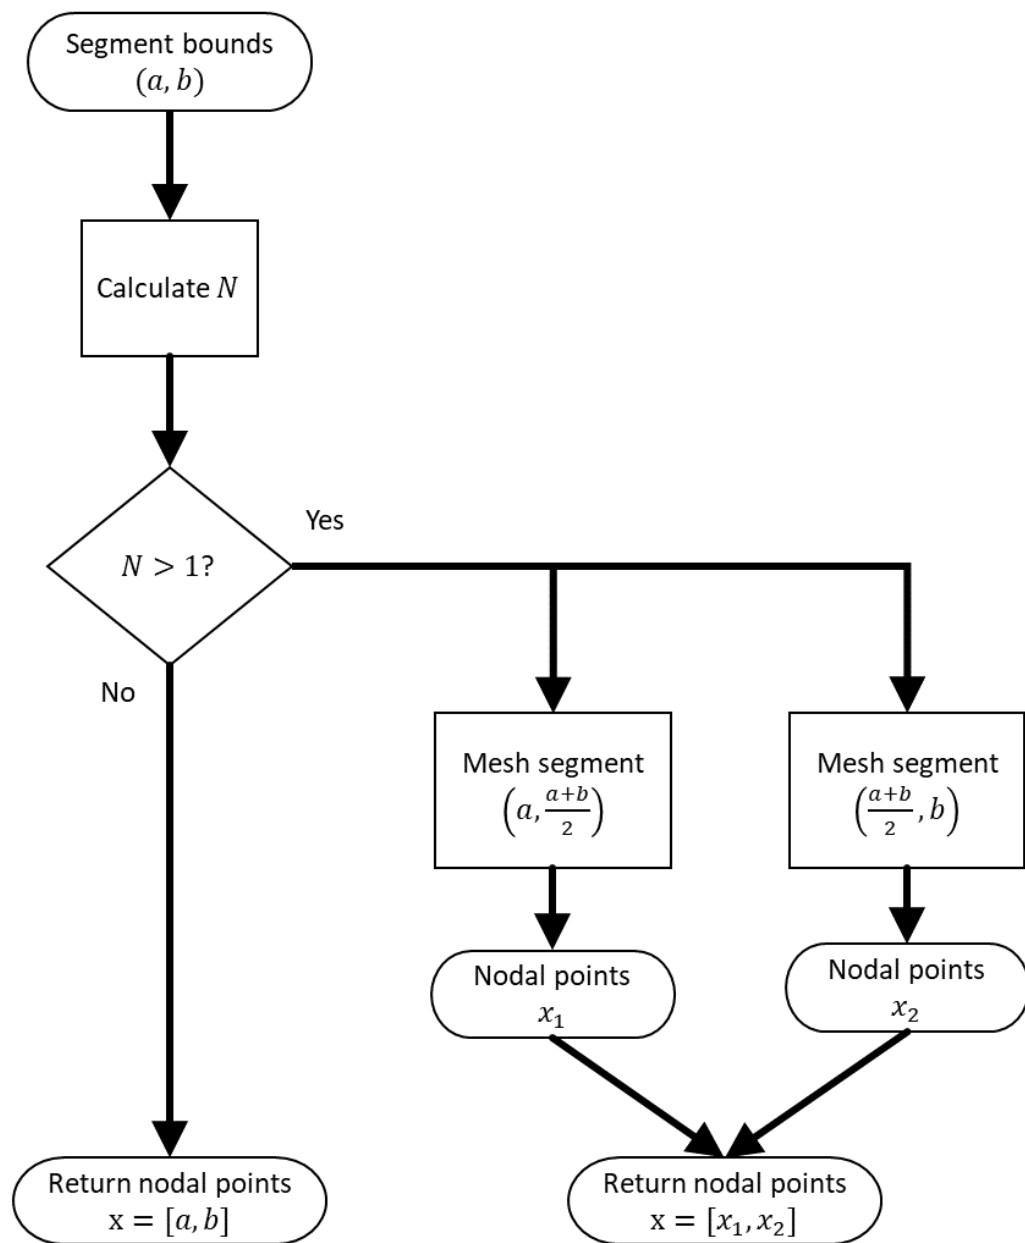 Segment bounds
(a, b)
Calculate N
N > 1?
Yes
No
Mesh segment
(a, a+b/2)
Mesh segment
(a+b/2, b)
Nodal points
x₁
Nodal points
x₂
Return nodal points
x = [a, b]
Return nodal points
x = [x₁, x₂]